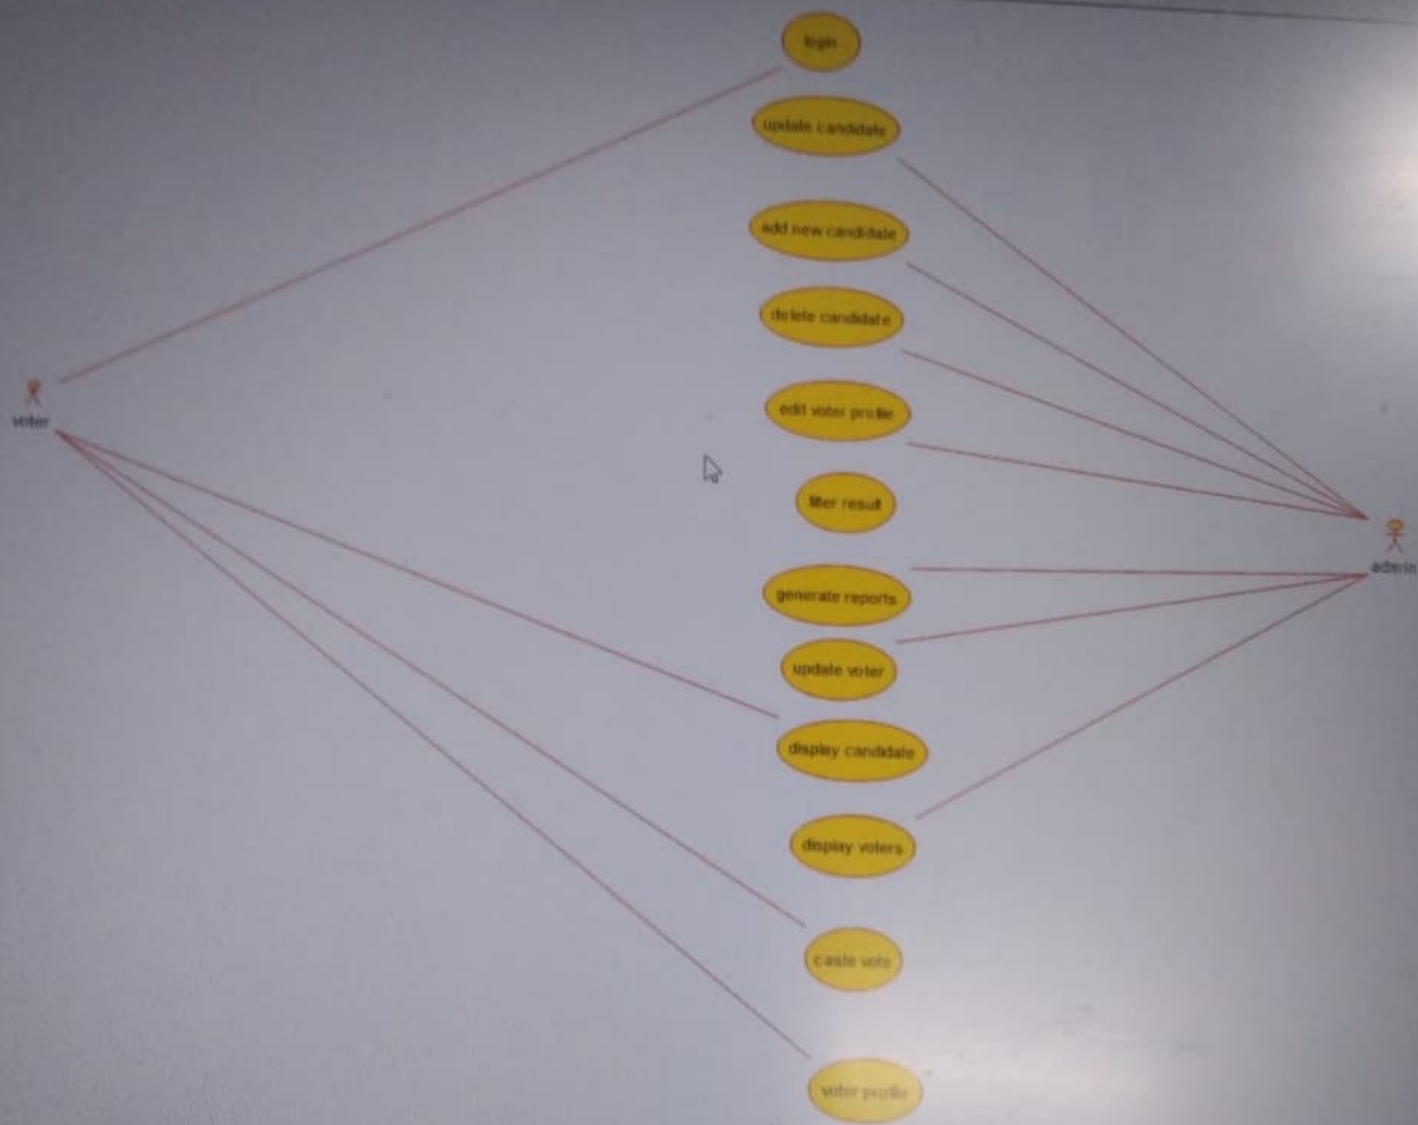 login
update candidate
add new candidate
delete candidate
voter
edit voter profile
filter result
admin
generate reports
update voter
display candidate
display voters
caste vote
voter profile